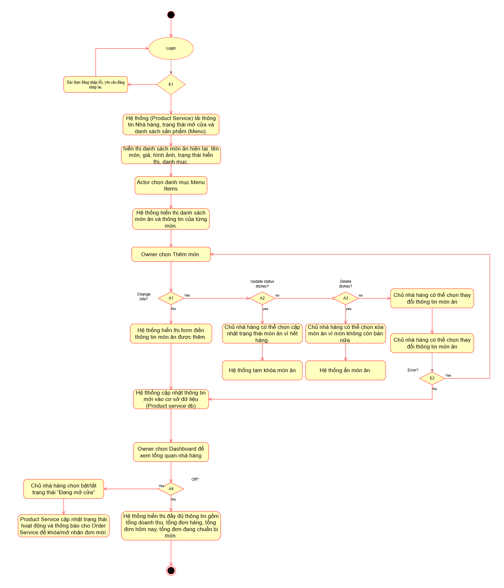 Login
Xác thực đăng nhập lỗi, yêu cầu đăng
nhập lại
E1
Hệ thống (Product Service) tải thông
tin Nhà hàng, trạng thái mở cửa và
danh sách sản phẩm (Menu)
hiển thị danh sách món ăn hiện tại: tên
món, giá, hình ảnh, trạng thái hiển
thị, danh mục
Actor chọn danh mục Menu
Items
Hệ thống hiển thị danh sách
món ăn và thông tin của từng
món.
Owner chọn Thêm món
Change
info?
A1
Yes
No
Update status
dishes?
A2
no
yes
Delete
dishes?
A3
no
yes
Chủ nhà hàng có thể chọn thay
đổi thông tin món ăn
Hệ thống hiển thị form điền
thông tin món ăn được thêm.
Chủ nhà hàng có thể chọn cập
nhật trạng thái món ăn vì hết
hàng.
Chủ nhà hàng có thể chọn xóa
món ăn vì món không còn bán
nữa
Chủ nhà hàng có thể chọn thay
đổi thông tin món ăn
Hệ thống tạm khóa món ăn
Hệ thống ẩn món ăn
Error?
E2
Yes
No
Hệ thống cập nhật thông tin
mới vào cơ sở dữ liệu
(Product service db)
Owner chọn Dashboard để
xem tổng quan nhà hàng
Off?
A4
Yes
No
Chủ nhà hàng chọn bật/tắt
trạng thái "Đang mở cửa"
Product Service cập nhật trạng thái
hoạt động và thông báo cho Order
Service để khóa/mở nhận đơn mới.
Hệ thống hiển thị đầy đủ thông tin gồm
tổng doanh thu, tổng đơn hàng, tổng
đơn hôm nay, tổng đơn đang chuẩn bị
món.